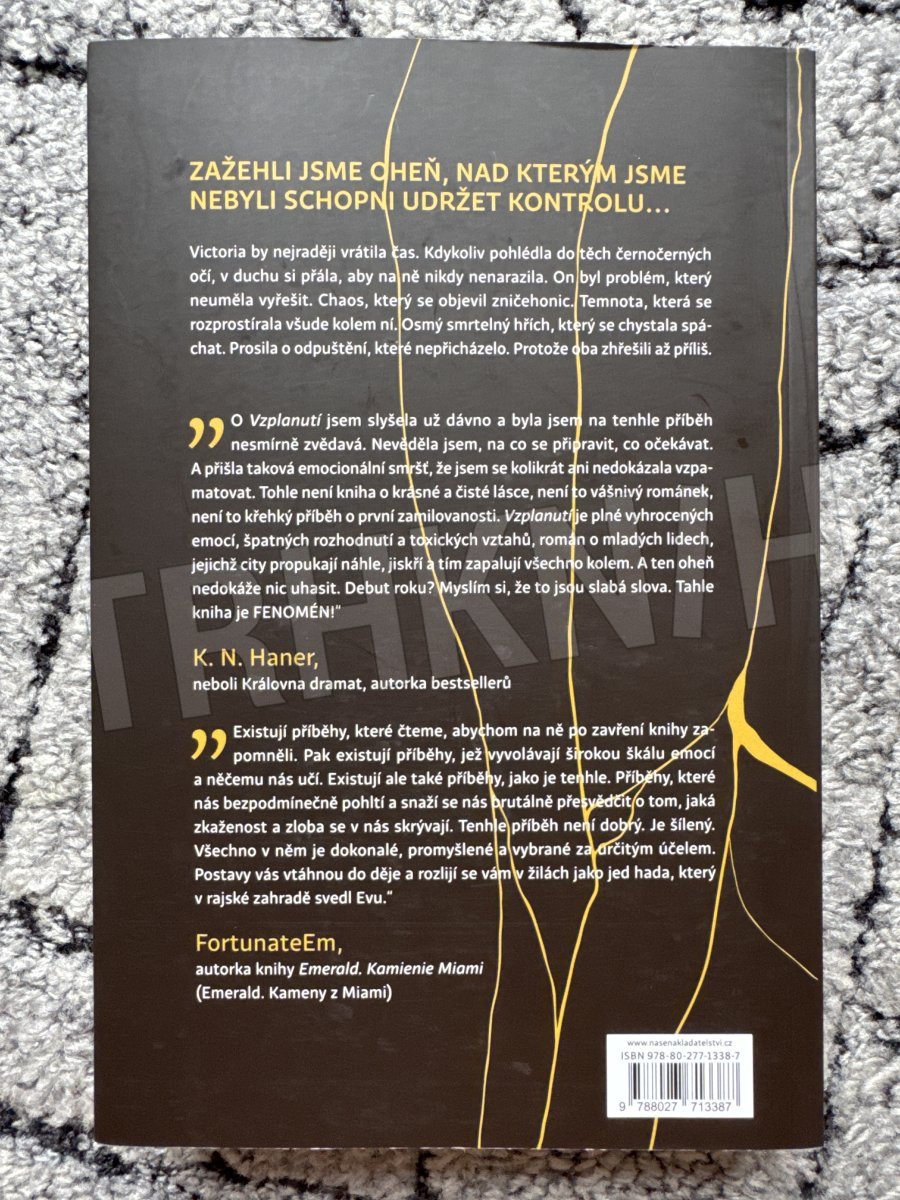 ZAŽEHLI JSME OHEŇ, NAD KTERÝM JSME
NEBYLI SCHOPNI UDRŽET KONTROLU...
Victoria by nejraději vrátila čas. Kdykoliv pohlédla do těch černočerných
očí, v duchu si přála, aby na ně nikdy nenarazila. On byl problém, který
neuměla vyřešit. Chaos, který se objevil zničehonic. Temnota, která se
rozprostírala všude kolem ní. Osmý smrtelný hřích, který se chystala spá-
chat. Prosila o odpuštění, které nepřicházelo. Protože oba zhřešili až příliš.
„O Vzplanutí jsem slyšela už dávno a byla jsem na tenhle příběh
nesmírně zvědavá. Nevěděla jsem, na co se připravit, co očekávat.
A přišla taková emocionální smršť, že jsem se kolikrát ani nedokázala vzpa-
matovat. Tohle není kniha o krásné a čisté lásce, není to vášnivý románek,
není to křehký příběh o první zamilovanosti. Vzplanutí je plné vyhrocených
emocí, špatných rozhodnutí a toxických vztahů, román o mladých lidech,
jejichž city propukají náhle, jiskří a tím zapalují všechno kolem. A ten oheň
nedokáže nic uhasit. Debut roku? Myslím si, že to jsou slabá slova. Tahle
kniha je FENOMÉN!“
K. N. Haner,
neboli Královna dramat, autorka bestsellerů
„Existují příběhy, které čteme, abychom na ně po zavření knihy za-
pomněli. Pak existují příběhy, jež vyvolávají širokou škálu emocí
a něčemu nás učí. Existují ale také příběhy, jako je tenhle. Příběhy, které
nás bezpodmínečně pohltí a snaží se nás brutálně přesvědčit o tom, jaká
zkaženost a zloba se v nás skrývají. Tenhle příběh není dobrý. Je šílený.
Všechno v něm je dokonalé, promyšlené a vybrané za určitým účelem.
Postavy vás vtáhnou do děje a rozlijí se vám v žilách jako jed hada, který
v rajské zahradě svedl Evu.“
FortunateEm,
autorka knihy Emerald. Kamienie Miami
(Emerald. Kameny z Miami)
www.nasenakladatelstvi.cz
ISBN 978-80-277-1338-7
9 788027 713387
TRHKNIH